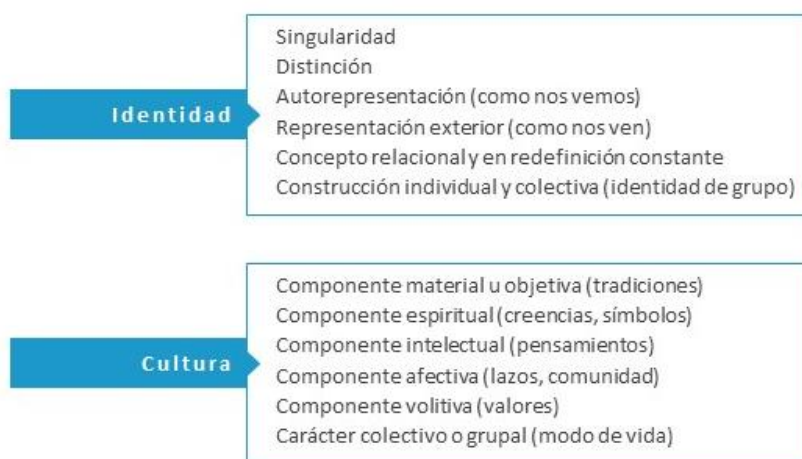 Identidad
Singularidad
Distinción
Autorepresentación (como nos vemos)
Representación exterior (como nos ven)
Concepto relacional y en redefinición constante
Construcción individual y colectiva (identidad de grupo)
Cultura
Componente material u objetiva (tradiciones)
Componente espiritual (creencias, símbolos)
Componente intelectual (pensamientos)
Componente afectiva (lazos, comunidad)
Componente volitiva (valores)
Carácter colectivo o grupal (modo de vida)